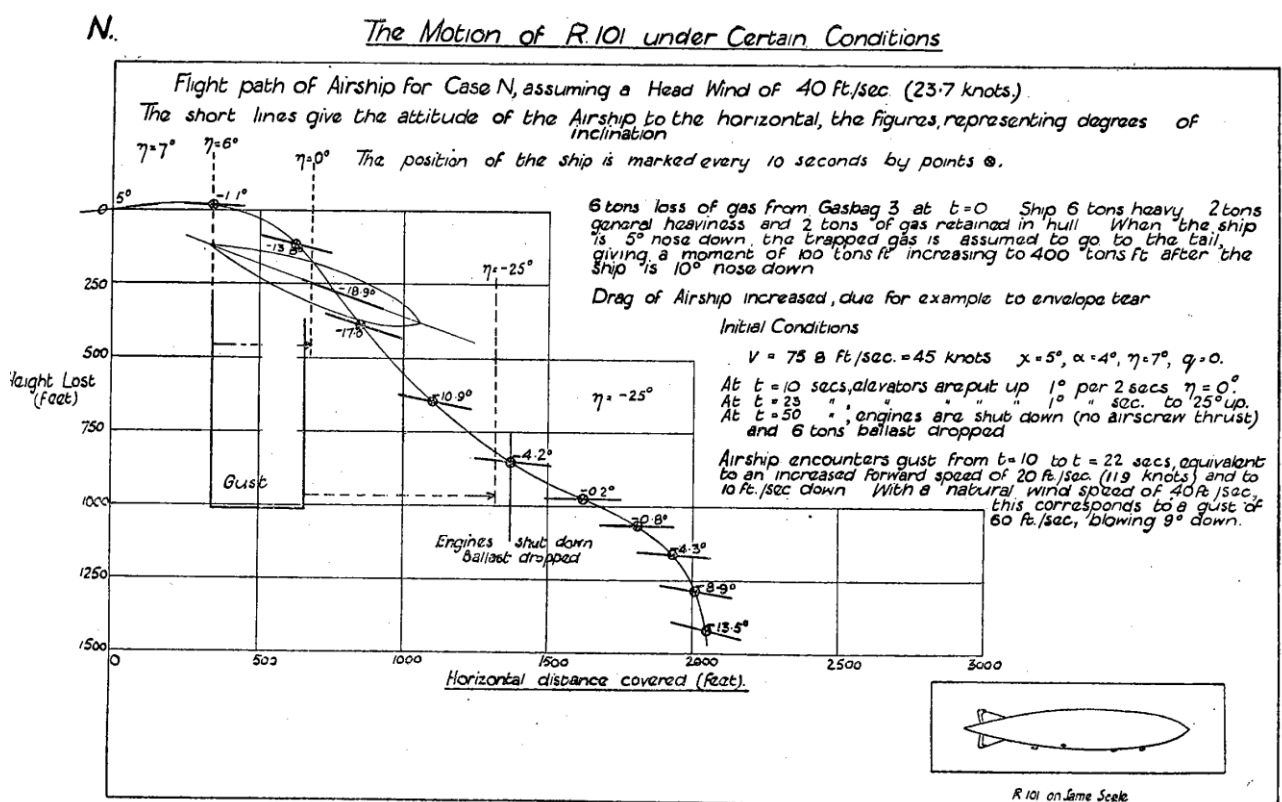 N.
The Motion of R.101 under Certain Conditions
Flight path of Airship for Case N, assuming a Head Wind of 40 ft./sec. (23·7 knots.)
The short lines give the attitude of the Airship to the horizontal, the figures, representing degrees of
inclination
η=7°
η=6°
η=0°
The position of the ship is marked every 10 seconds by points ⊗.
5°
-1·1°
-13·8
-18·9°
-17·8
-10·9°
-4·2°
-0·2°
-0·8°
-4·3°
-8·9°
-13·5°
η=-25°
η = -25°
6 tons loss of gas from Gasbag 3 at t=0 Ship 6 tons heavy 2 tons
general heaviness and 2 tons of gas retained in hull When the ship
is 5° nose down, the trapped gas is assumed to go to the tail,
giving a moment of 100 tons ft increasing to 400 tons ft after the
ship is 10° nose down
Drag of Airship increased, due for example to envelope tear
Initial Conditions
V = 75 8 ft/sec. = 45 knots χ=5°, α=4°, η=7°, q=0.
At t=10 secs, elevators are put up 1° per 2 secs η=0°.
At t=23 " , " " " " 1° " sec. to 25° up.
At t=50 " , engines are shut down (no airscrew thrust)
and 6 tons ballast dropped
Airship encounters gust from t=10 to t=22 secs, equivalent
to an increased forward speed of 20 ft./sec. (11 9 knots) and to
10 ft./sec down With a natural wind speed of 40 ft/sec,
this corresponds to a gust of
60 ft./sec, blowing 9° down.
Height Lost
(feet)
0
250
500
750
1000
1250
1500
Gust
Engines shut down
Ballast dropped
0
500
1000
1500
2000
2500
3000
Horizontal distance covered (feet).
R 101 on Same Scale